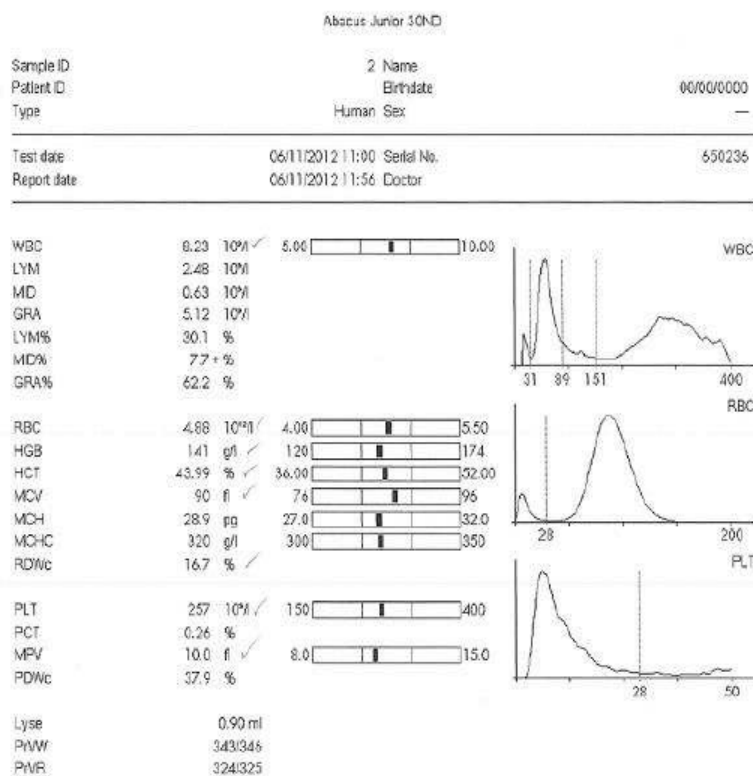 Abacus Junior 30ND
Sample ID 2 Name
Patient ID Birthdate 00/00/0000
Type Human Sex —
Test date 06/11/2012 11:00 Serial No. 650236
Report date 06/11/2012 11:56 Doctor
WBC 8.23 10⁹/l 5.00 10.00 WBC
LYM 2.48 10⁹/l
MID 0.63 10⁹/l
GRA 5.12 10⁹/l
LYM% 30.1 %
MID% 7.7 + %
GRA% 62.2 %
31 89 151 400
RBC
RBC 4.88 10¹²/l 4.00 5.50
HGB 141 g/l 120 174
HCT 43.99 % 36.00 52.00
MCV 90 fl 76 96
MCH 28.9 pg 27.0 32.0
MCHC 320 g/l 300 350
28 200
RDWc 16.7 % PLT
PLT 257 10⁹/l 150 400
PCT 0.26 %
MPV 10.0 fl 8.0 15.0
PDWc 37.9 %
28 50
Lyse 0.90 ml
343/346
324/325